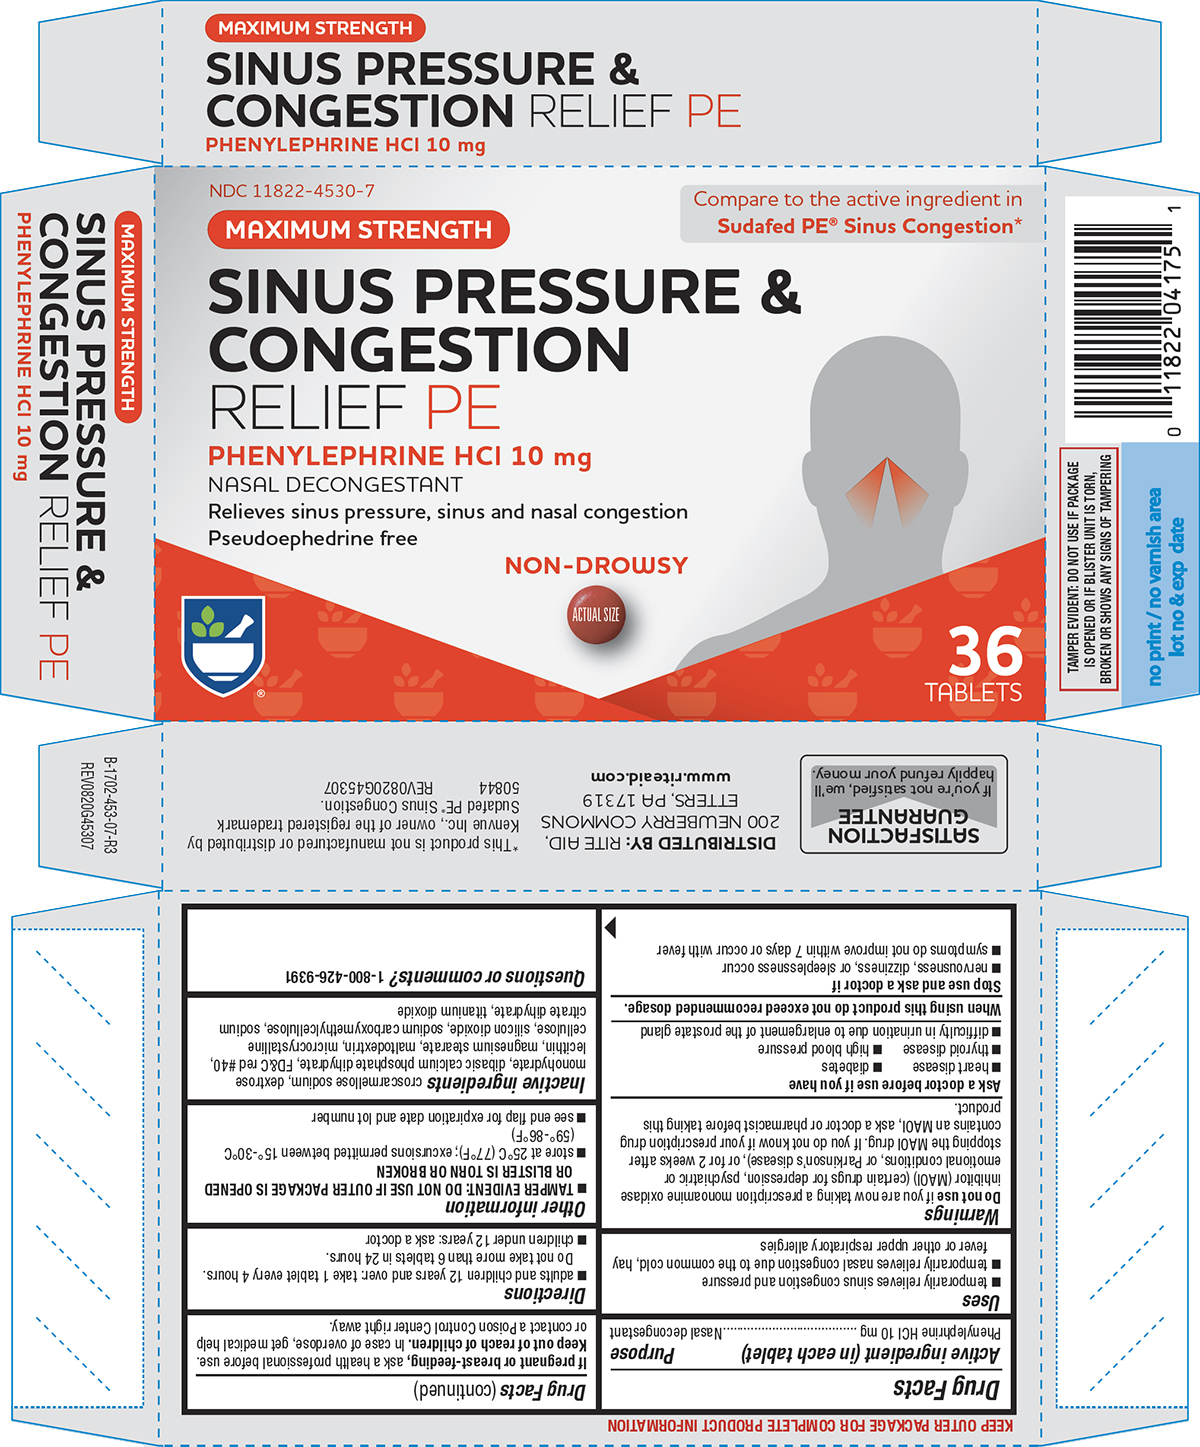 MAXIMUM STRENGTH
SINUS PRESSURE &
CONGESTION RELIEF PE
PHENYLEPHRINE HCl 10 mg
MAXIMUM STRENGTH
SINUS PRESSURE &
CONGESTION RELIEF PE
PHENYLEPHRINE HCl 10 mg
NDC 11822-4530-7
Compare to the active ingredient in
Sudafed PE® Sinus Congestion*
MAXIMUM STRENGTH
SINUS PRESSURE &
CONGESTION
RELIEF PE
PHENYLEPHRINE HCl 10 mg
NASAL DECONGESTANT
Relieves sinus pressure, sinus and nasal congestion
Pseudoephedrine free
NON-DROWSY
ACTUAL SIZE
®
36
TABLETS
0 11822 04175 1
TAMPER EVIDENT: DO NOT USE IF PACKAGE
IS OPENED OR IF BLISTER UNIT IS TORN,
BROKEN OR SHOWS ANY SIGNS OF TAMPERING
no print / no varnish area
lot no & exp date
B-1702-453-07-R3
REV0820G45307
SATISFACTION
GUARANTEE
If you're not satisfied, we'll
happily refund your money.
DISTRIBUTED BY: RITE AID,
200 NEWBERRY COMMONS
ETTERS, PA 17319
www.riteaid.com
*This product is not manufactured or distributed by
Kenvue Inc., owner of the registered trademark
Sudafed PE® Sinus Congestion.
50844 REV0820G45307
KEEP OUTER PACKAGE FOR COMPLETE PRODUCT INFORMATION
Drug Facts
Active ingredient (in each tablet) Purpose
Phenylephrine HCl 10 mg ....................................Nasal decongestant
Uses
■ temporarily relieves sinus congestion and pressure
■ temporarily relieves nasal congestion due to the common cold, hay
fever or other upper respiratory allergies
Warnings
Do not use if you are now taking a prescription monoamine oxidase
inhibitor (MAOI) (certain drugs for depression, psychiatric or
emotional conditions, or Parkinson's disease), or for 2 weeks after
stopping the MAOI drug. If you do not know if your prescription drug
contains an MAOI, ask a doctor or pharmacist before taking this
product.
Ask a doctor before use if you have
■ heart disease ■ diabetes
■ thyroid disease ■ high blood pressure
■ difficulty in urination due to enlargement of the prostate gland
When using this product do not exceed recommended dosage.
Stop use and ask a doctor if
■ nervousness, dizziness, or sleeplessness occur
■ symptoms do not improve within 7 days or occur with fever
Drug Facts (continued)
If pregnant or breast-feeding, ask a health professional before use.
Keep out of reach of children. In case of overdose, get medical help
or contact a Poison Control Center right away.
Directions
■ adults and children 12 years and over: take 1 tablet every 4 hours.
Do not take more than 6 tablets in 24 hours.
■ children under 12 years: ask a doctor
Other information
■ TAMPER EVIDENT: DO NOT USE IF OUTER PACKAGE IS OPENED
OR BLISTER IS TORN OR BROKEN
■ store at 25°C (77°F); excursions permitted between 15°-30°C
(59°-86°F)
■ see end flap for expiration date and lot number
Inactive ingredients croscarmellose sodium, dextrose
monohydrate, dibasic calcium phosphate dihydrate, FD&C red #40,
lecithin, magnesium stearate, maltodextrin, microcrystalline
cellulose, silicon dioxide, sodium carboxymethylcellulose, sodium
citrate dihydrate, titanium dioxide
Questions or comments? 1-800-426-9391